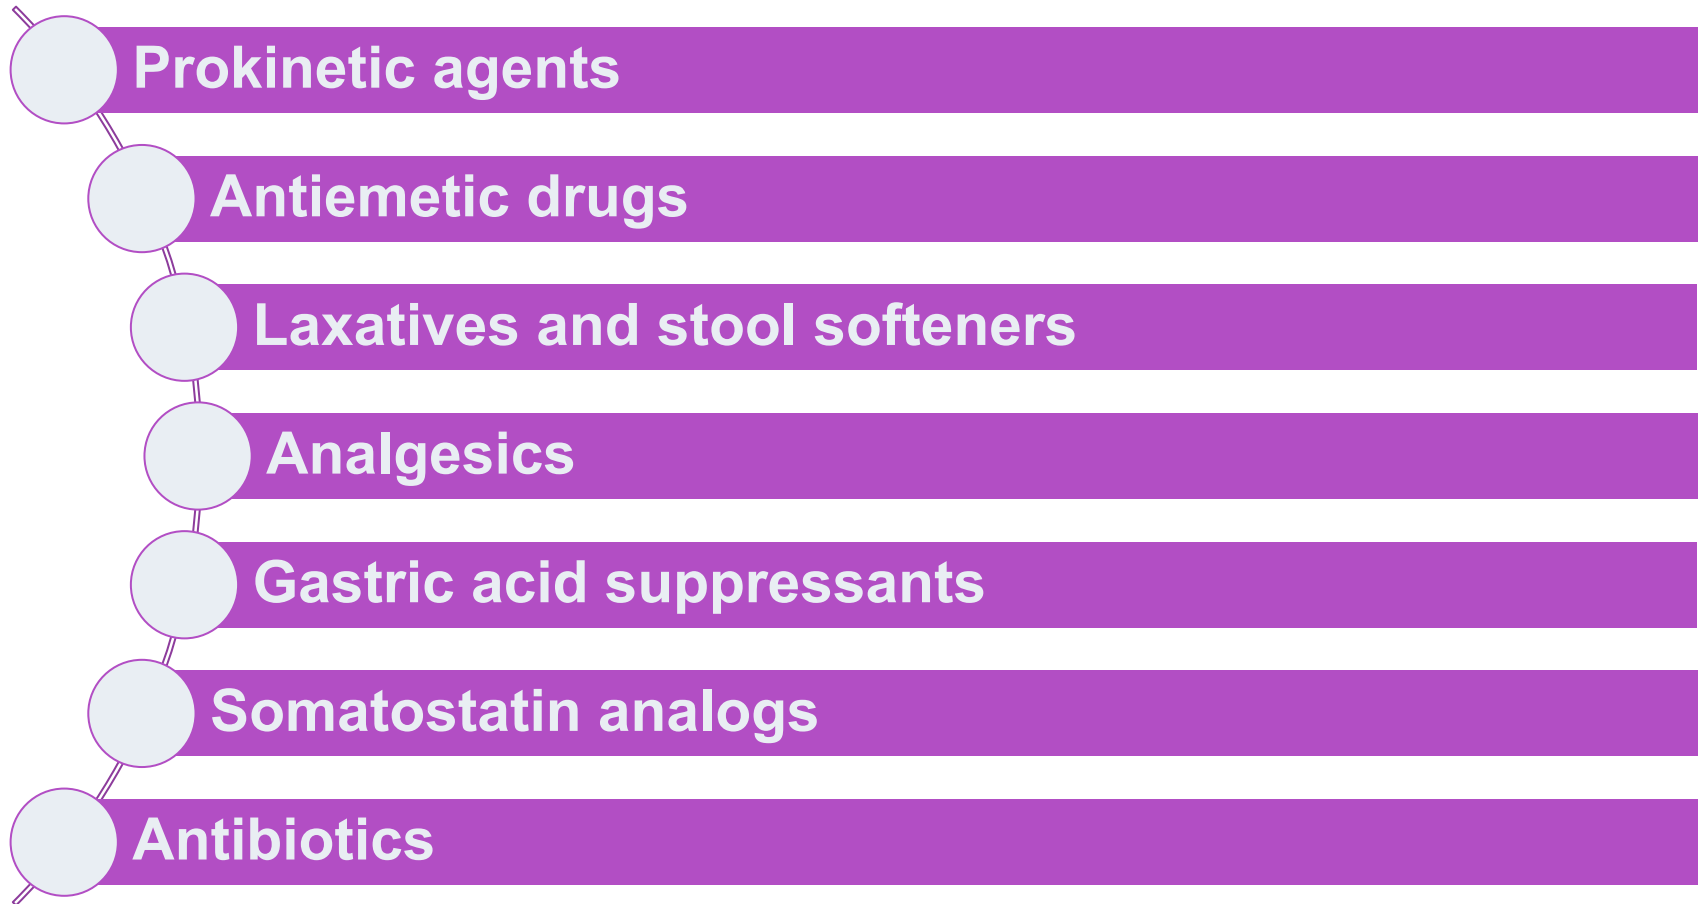 Prokinetic agents
Antiemetic drugs
Laxatives and stool softeners
Analgesics
Gastric acid suppressants
Somatostatin analogs
Antibiotics